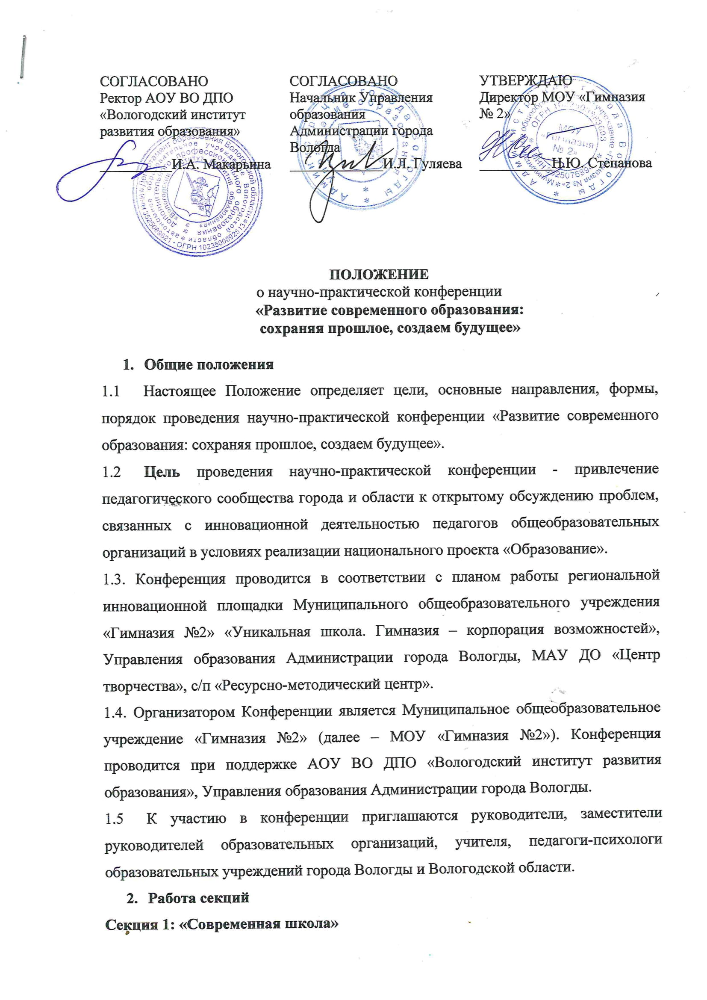 СОГЛАСОВАНО
Ректор АОУ ВО ДПО
«Вологодский институт
развития образования»
И.А. Макарьина
СОГЛАСОВАНО
Начальник Управления
образования
Администрации города
Вологда
И.Л. Гуляева
УТВЕРЖДАЮ
Директор МОУ «Гимназия
№ 2»
Н.Ю. Степанова
МОУ
«Гимназия
№ 2»
ПОЛОЖЕНИЕ
о научно-практической конференции
«Развитие современного образования:
сохраняя прошлое, создаем будущее»
1. Общие положения
1.1 Настоящее Положение определяет цели, основные направления, формы,
порядок проведения научно-практической конференции «Развитие современного
образования: сохраняя прошлое, создаем будущее».
1.2 Цель проведения научно-практической конференции - привлечение
педагогического сообщества города и области к открытому обсуждению проблем,
связанных с инновационной деятельностью педагогов общеобразовательных
организаций в условиях реализации национального проекта «Образование».
1.3. Конференция проводится в соответствии с планом работы региональной
инновационной площадки Муниципального общеобразовательного учреждения
«Гимназия №2» «Уникальная школа. Гимназия – корпорация возможностей»,
Управления образования Администрации города Вологды, МАУ ДО «Центр
творчества», с/п «Ресурсно-методический центр».
1.4. Организатором Конференции является Муниципальное общеобразовательное
учреждение «Гимназия №2» (далее – МОУ «Гимназия №2»). Конференция
проводится при поддержке АОУ ВО ДПО «Вологодский институт развития
образования», Управления образования Администрации города Вологды.
1.5 К участию в конференции приглашаются руководители, заместители
руководителей образовательных организаций, учителя, педагоги-психологи
образовательных учреждений города Вологды и Вологодской области.
2. Работа секций
Секция 1: «Современная школа»